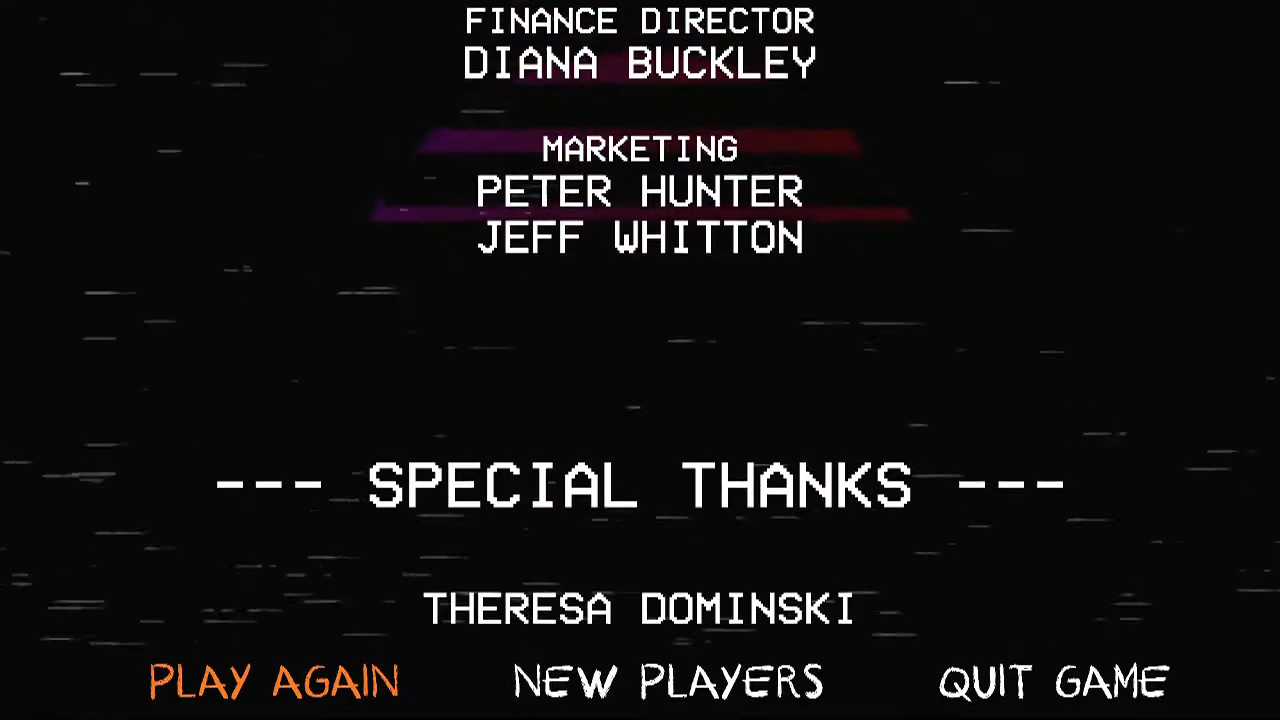 FINANCE DIRECTOR
DIANA BUCKLEY
MARKETING
PETER HUNTER
JEFF WHITTON
--- SPECIAL THANKS ---
THERESA DOMINSKI
PLAY AGAIN NEW PLAYERS QUIT GAME